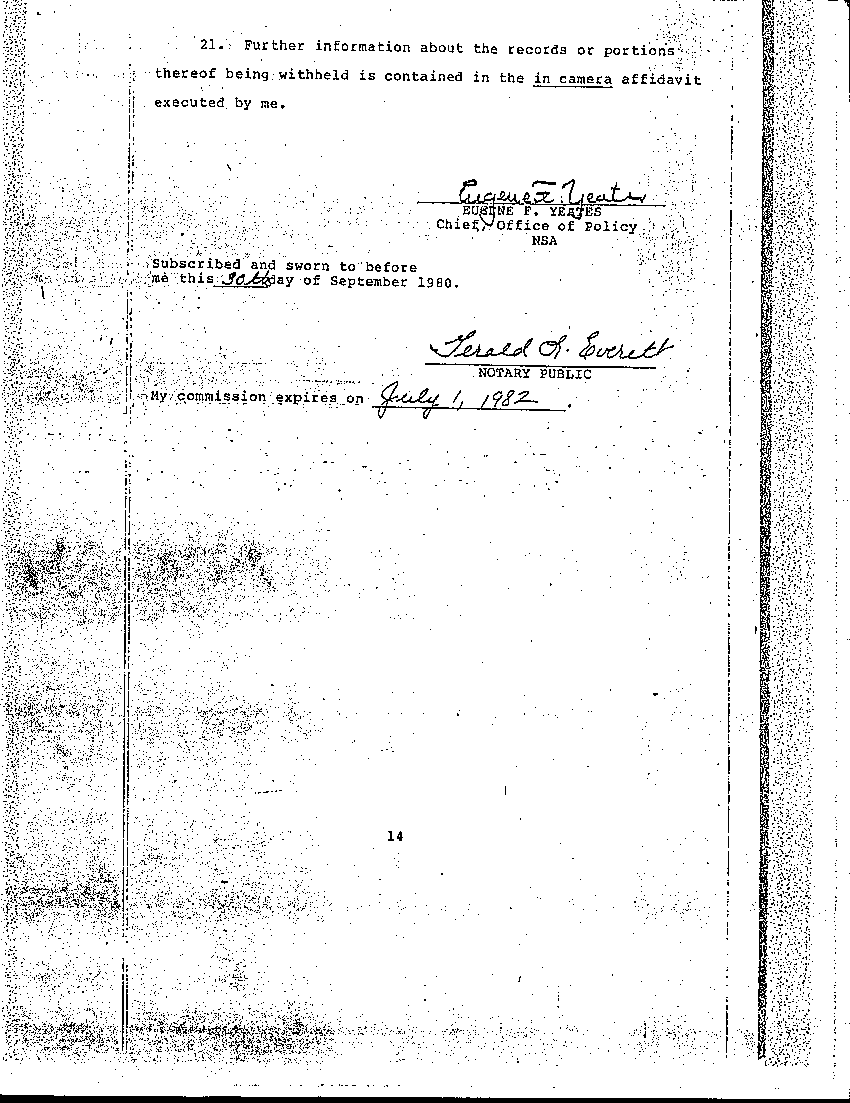 21. Further information about the records or portions
thereof being withheld is contained in the in camera affidavit
executed by me.
Eugene F. Yeates
EUGENE F. YEATES
Chief, Office of Policy
NSA
Subscribed and sworn to before
me this 30th day of September 1980.
Gerald L. Everett
NOTARY PUBLIC
My commission expires on July 1, 1982.
14